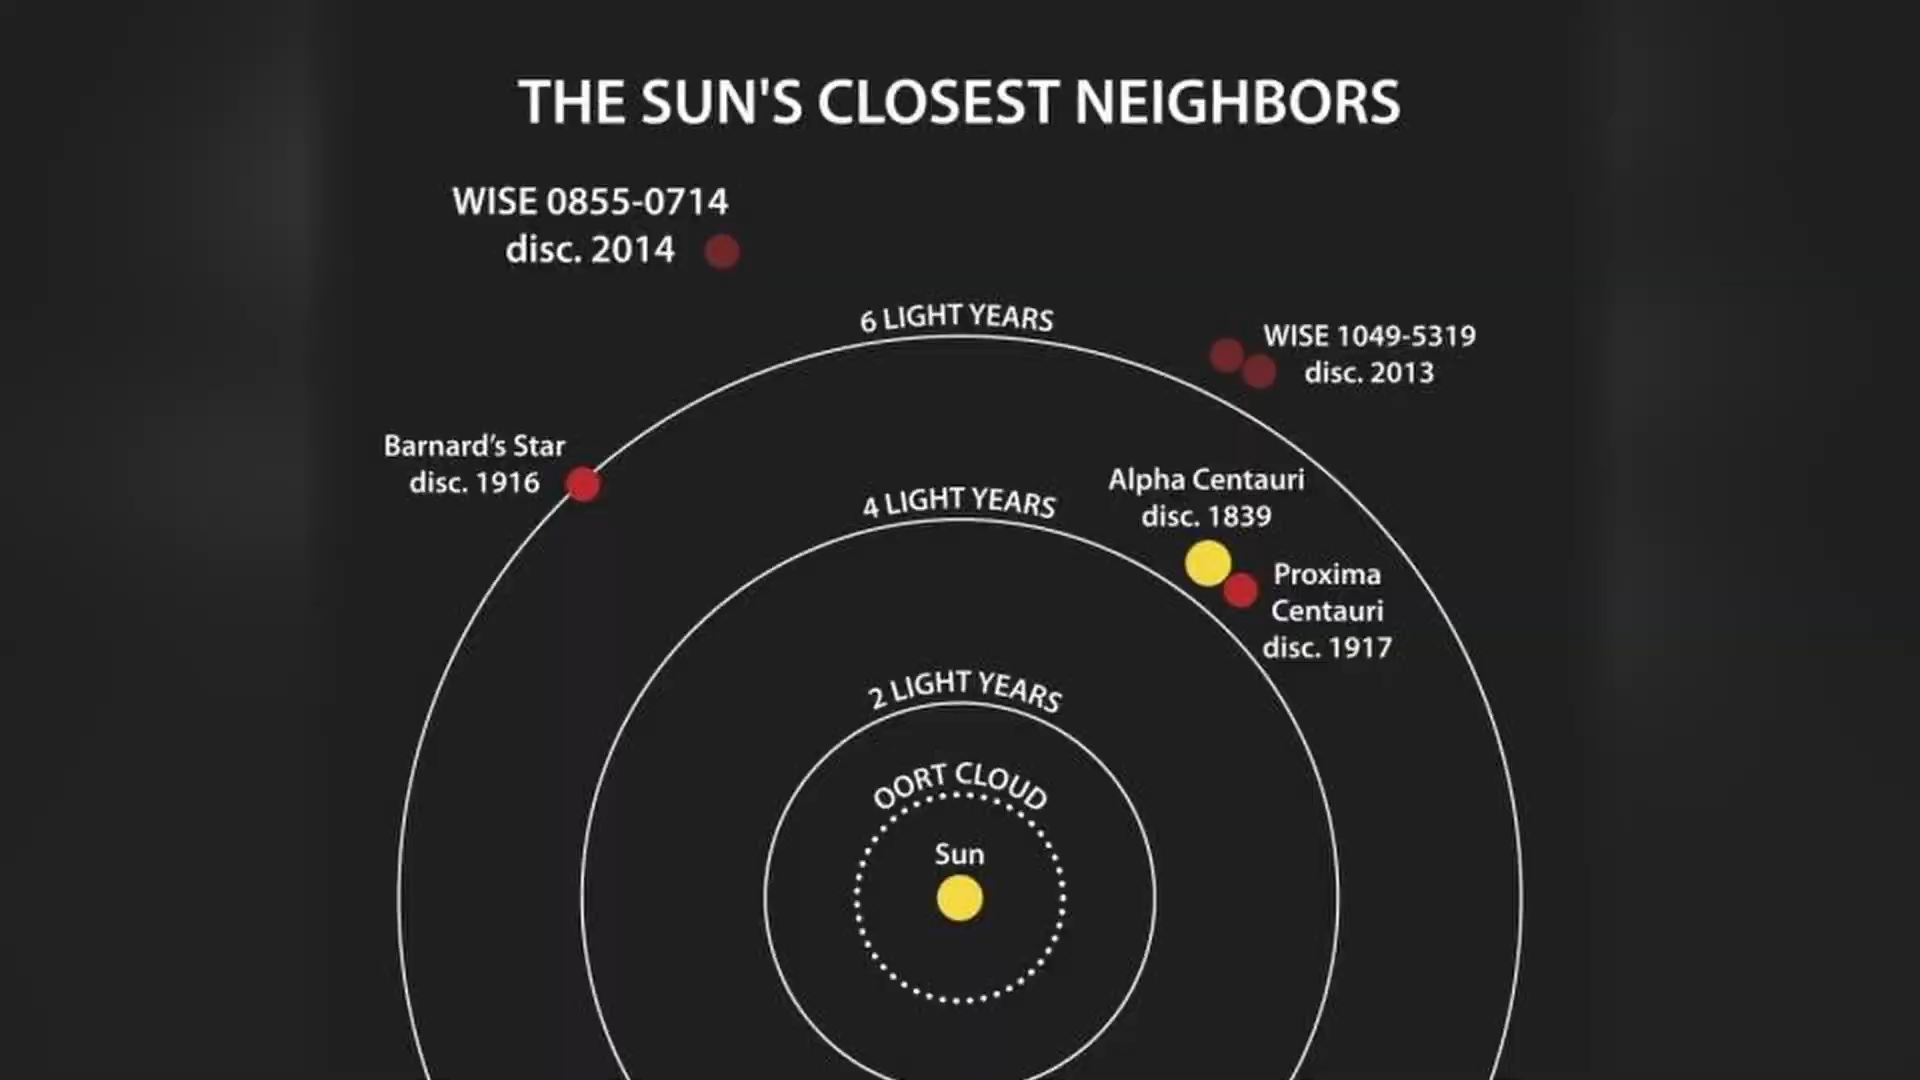 THE SUN'S CLOSEST NEIGHBORS
WISE 0855-0714
disc. 2014
6 LIGHT YEARS
WISE 1049-5319
disc. 2013
Barnard’s Star
disc. 1916
Alpha Centauri
disc. 1839
4 LIGHT YEARS
Proxima
Centauri
disc. 1917
2 LIGHT YEARS
OORT CLOUD
Sun